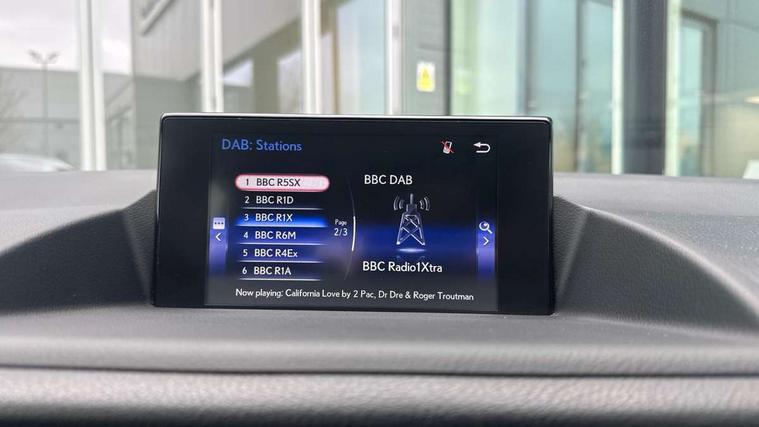 DAB: Stations
1 BBC R5SX
2 BBC R1D
3 BBC R1X
4 BBC R6M
5 BBC R4Ex
6 BBC R1A
Page
2/3
BBC DAB
BBC Radio1Xtra
Now playing: California Love by 2 Pac, Dr Dre & Roger Troutman